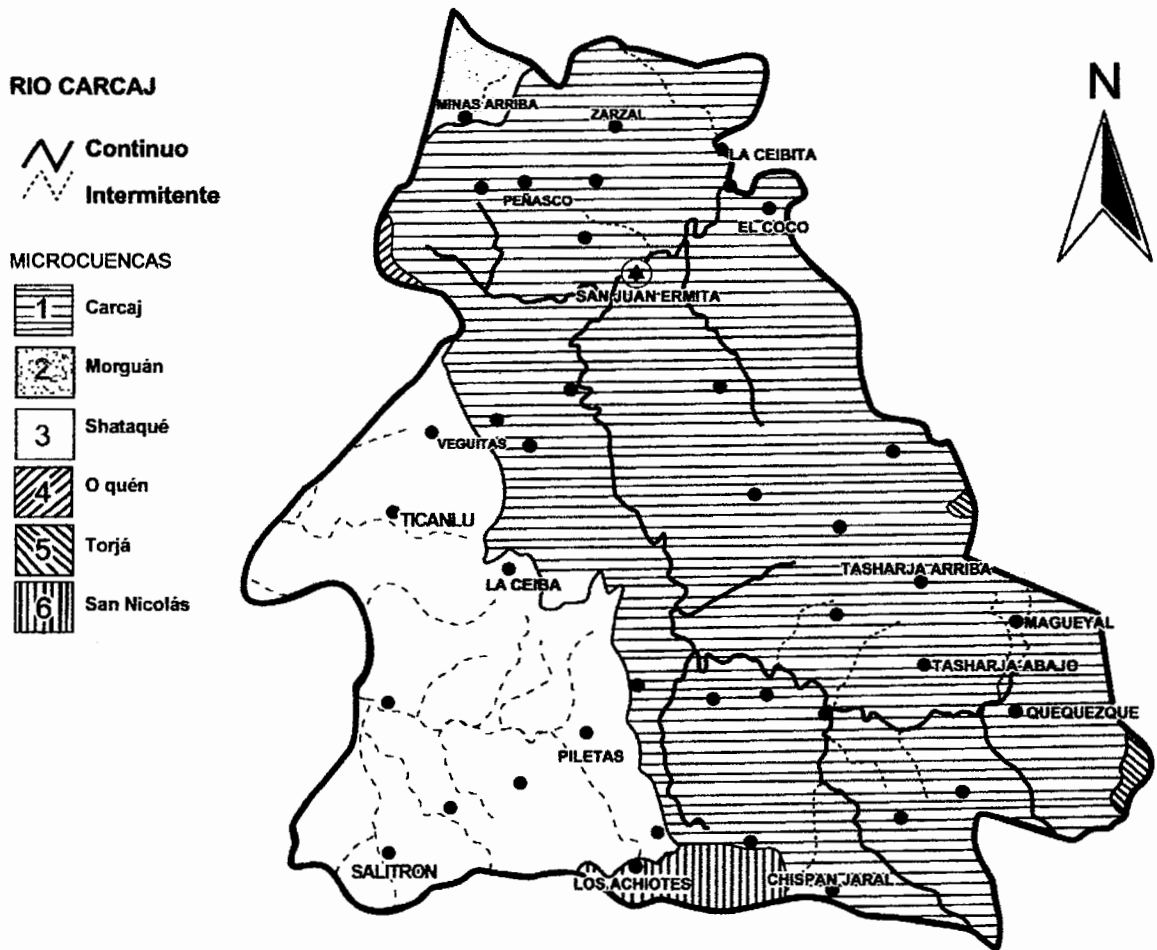 RIO CARCAJ
Continuo
Intermitente
MICROCUENCAS
1 Carcaj
2 Morguán
3 Shataqué
4 O quén
5 Torjá
6 San Nicolás
N
MINAS ARRIBA
ZARZAL
LA CEIBITA
PEÑASCO
EL COCO
SAN JUAN ERMITA
VEGUITAS
TICANLU
LA CEIBA
TASHARJA ARRIBA
MAGUEYAL
TASHARJA ABAJO
QUEQUEZQUE
PILETAS
SALITRON
LOS ACHIOTES
CHISPAN JARAL